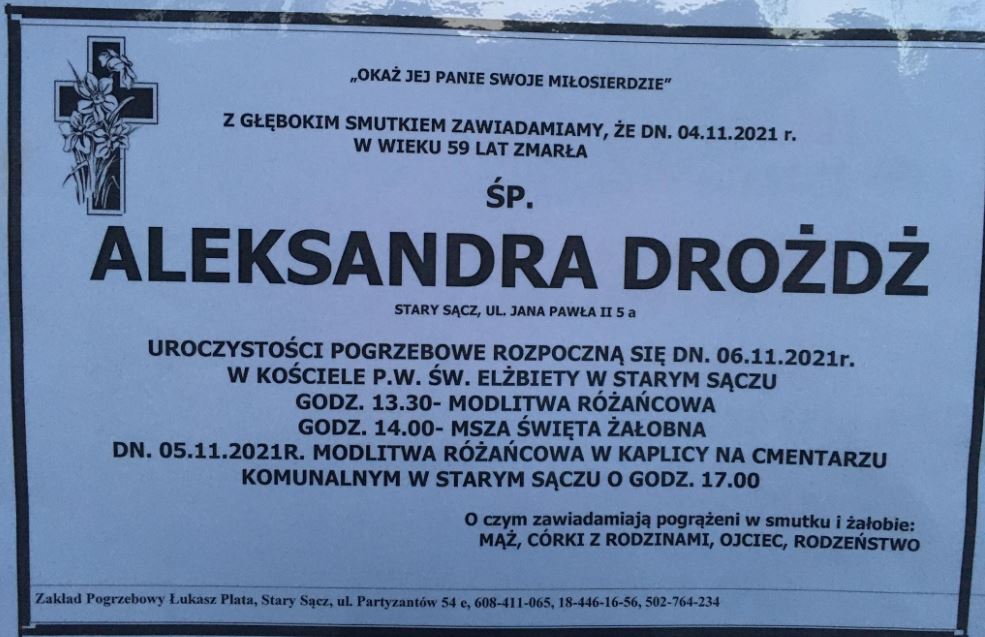 „OKAŻ JEJ PANIE SWOJE MIŁOSIERDZIE”
Z GŁĘBOKIM SMUTKIEM ZAWIADAMIAMY, ŻE DN. 04.11.2021 r.
W WIEKU 59 LAT ZMARŁA
ŚP.
ALEKSANDRA DROŻDŻ
STARY SĄCZ, UL. JANA PAWŁA II 5 a
UROCZYSTOŚCI POGRZEBOWE ROZPOCZNĄ SIĘ DN. 06.11.2021r.
W KOŚCIELE P.W. ŚW. ELŻBIETY W STARYM SĄCZU
GODZ. 13.30- MODLITWA RÓŻAŃCOWA
GODZ. 14.00- MSZA ŚWIĘTA ŻAŁOBNA
DN. 05.11.2021R. MODLITWA RÓŻAŃCOWA W KAPLICY NA CMENTARZU
KOMUNALNYM W STARYM SĄCZU O GODZ. 17.00
O czym zawiadamiają pogrążeni w smutku i żałobie:
MĄŻ, CÓRKI Z RODZINAMI, OJCIEC, RODZEŃSTWO
Zakład Pogrzebowy Łukasz Plata, Stary Sącz, ul. Partyzantów 54 e, 608-411-065, 18-446-16-56, 502-764-234